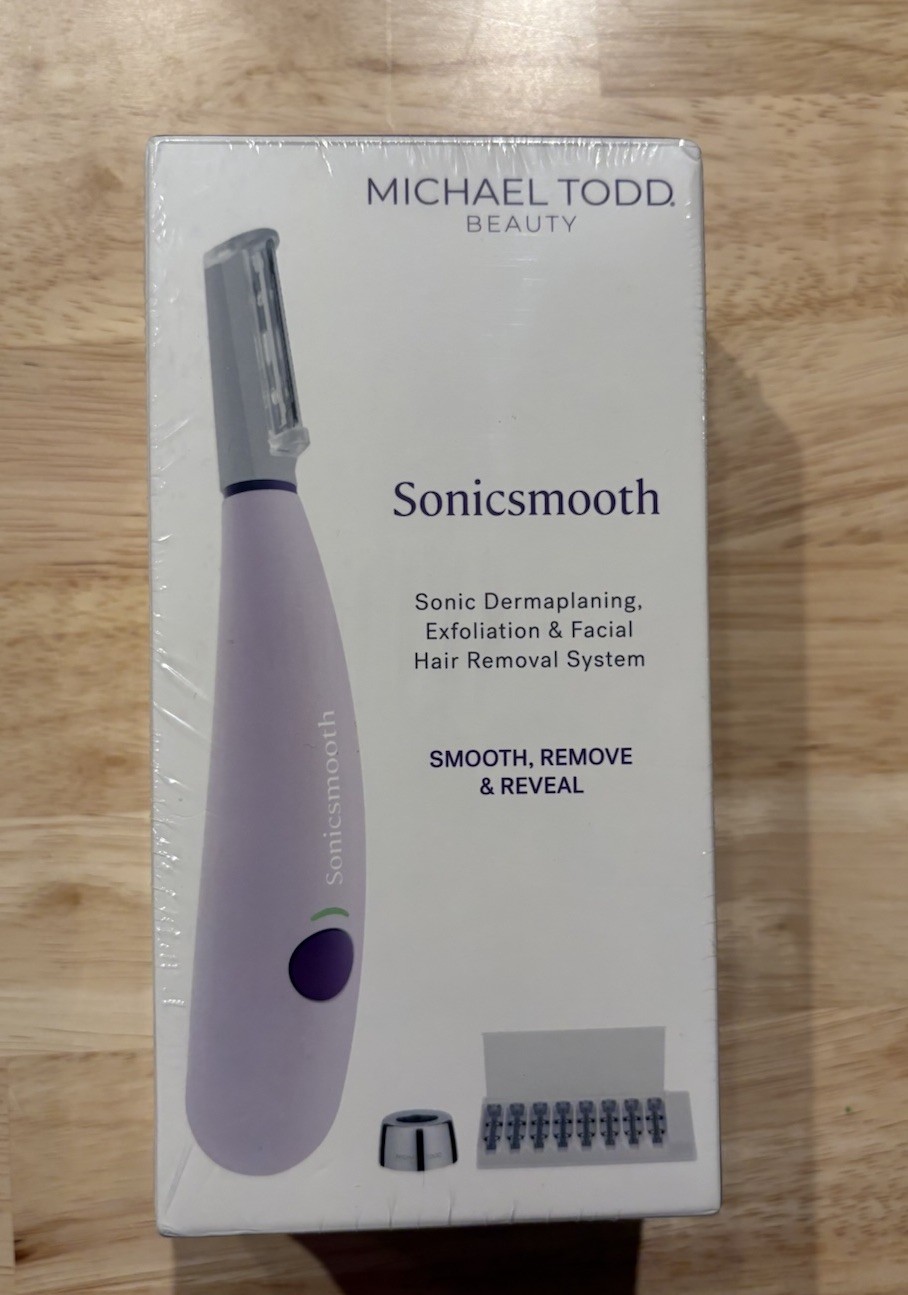 MICHAEL TODD
BEAUTY
Sonicsmooth
Sonic Dermaplaning,
Exfoliation & Facial
Hair Removal System
SMOOTH, REMOVE
& REVEAL
Sonicsmooth